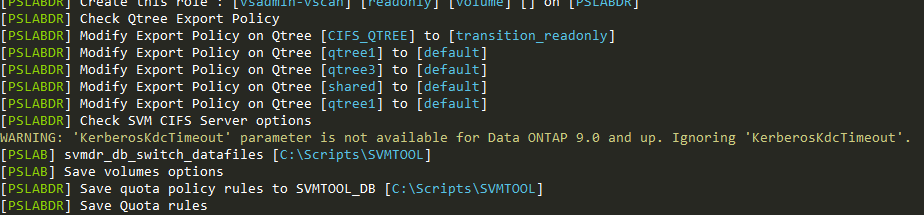 [PSLABDR] Create this role : [vsadmin-vscan] [readonly] [volume] [] on [PSLABDR]
[PSLABDR] Check Qtree Export Policy
[PSLABDR] Modify Export Policy on Qtree [CIFS_QTREE] to [transition_readonly]
[PSLABDR] Modify Export Policy on Qtree [qtree1] to [default]
[PSLABDR] Modify Export Policy on Qtree [qtree3] to [default]
[PSLABDR] Modify Export Policy on Qtree [shared] to [default]
[PSLABDR] Modify Export Policy on Qtree [qtree1] to [default]
[PSLABDR] Check SVM CIFS Server options
WARNING: 'KerberosKdcTimeout' parameter is not available for Data ONTAP 9.0 and up. Ignoring 'KerberosKdcTimeout'.
[PSLAB] svmdr_db_switch_datafiles [C:\Scripts\SVMTOOL]
[PSLAB] Save volumes options
[PSLABDR] Save quota policy rules to SVMTOOL_DB [C:\Scripts\SVMTOOL]
[PSLABDR] Save Quota rules